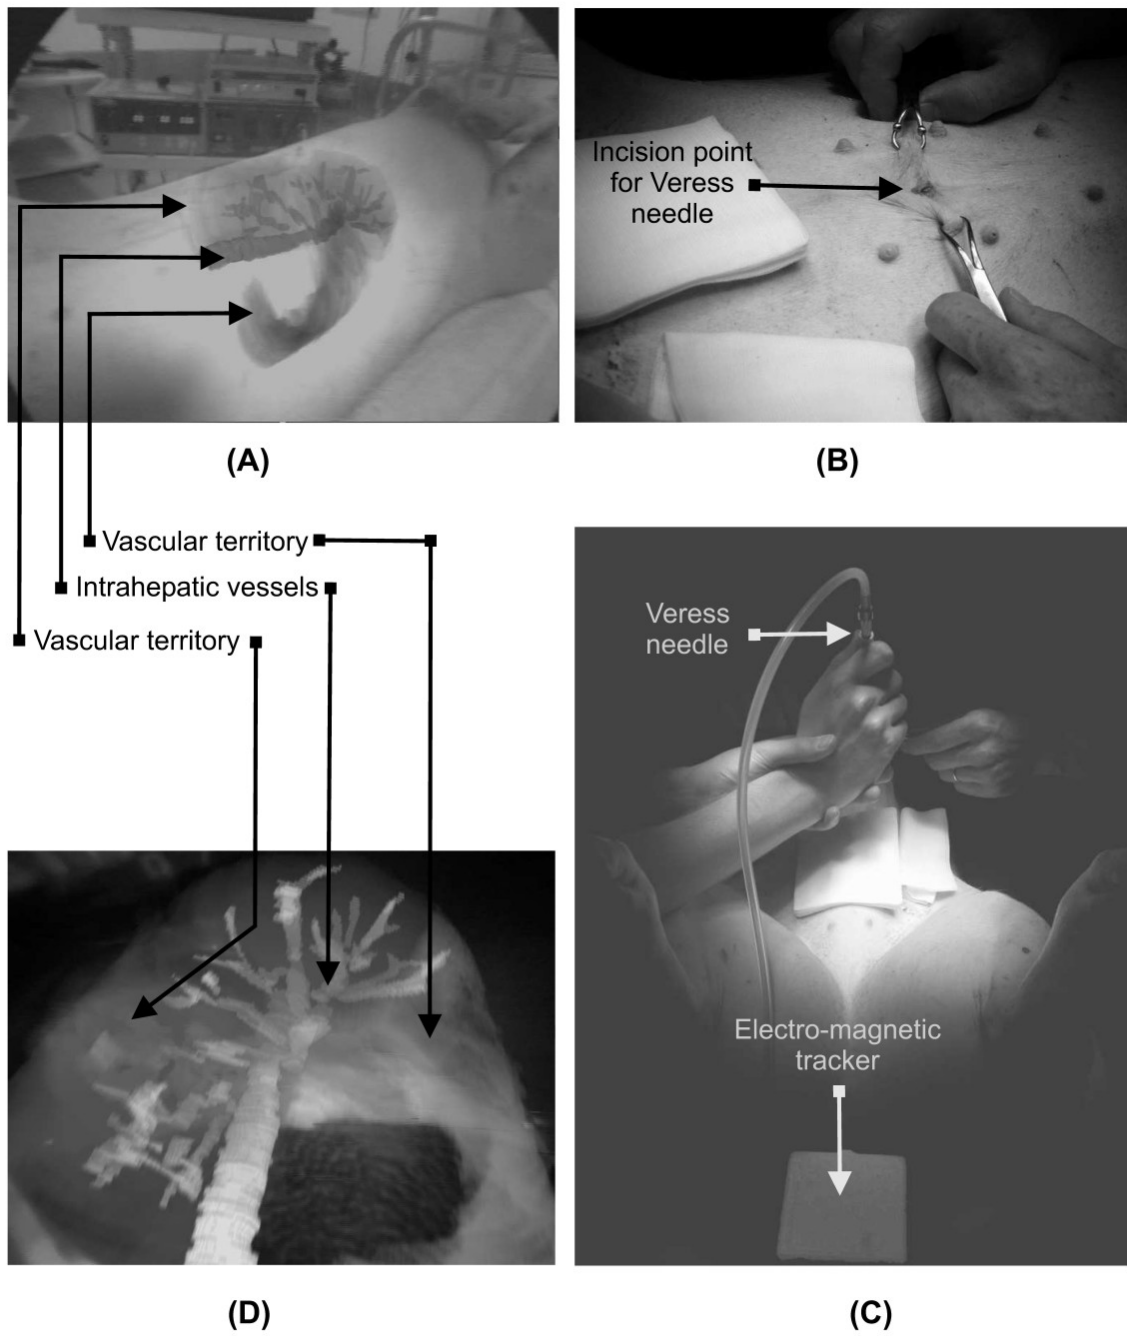 Incision point
for Veress
needle
(A)
(B)
Vascular territory
Intrahepatic vessels
Vascular territory
Veress
needle
Electro-magnetic
tracker
(D)
(C)